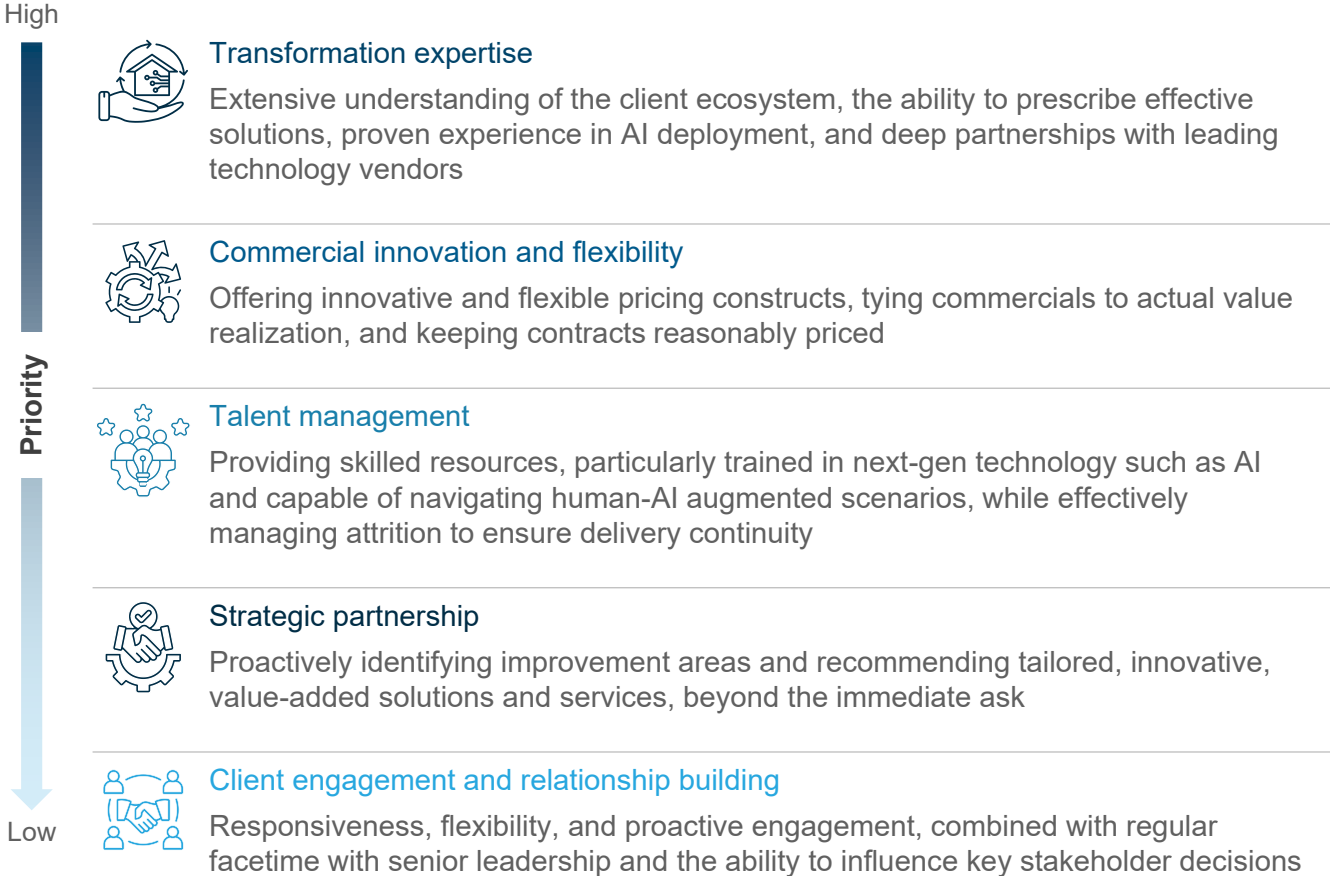 High
Transformation expertise
Extensive understanding of the client ecosystem, the ability to prescribe effective
solutions, proven experience in AI deployment, and deep partnerships with leading
technology vendors
Commercial innovation and flexibility
Offering innovative and flexible pricing constructs, tying commercials to actual value
realization, and keeping contracts reasonably priced
Priority
Talent management
Providing skilled resources, particularly trained in next-gen technology such as AI
and capable of navigating human-AI augmented scenarios, while effectively
managing attrition to ensure delivery continuity
Strategic partnership
Proactively identifying improvement areas and recommending tailored, innovative,
value-added solutions and services, beyond the immediate ask
Client engagement and relationship building
Low
Responsiveness, flexibility, and proactive engagement, combined with regular
facetime with senior leadership and the ability to influence key stakeholder decisions